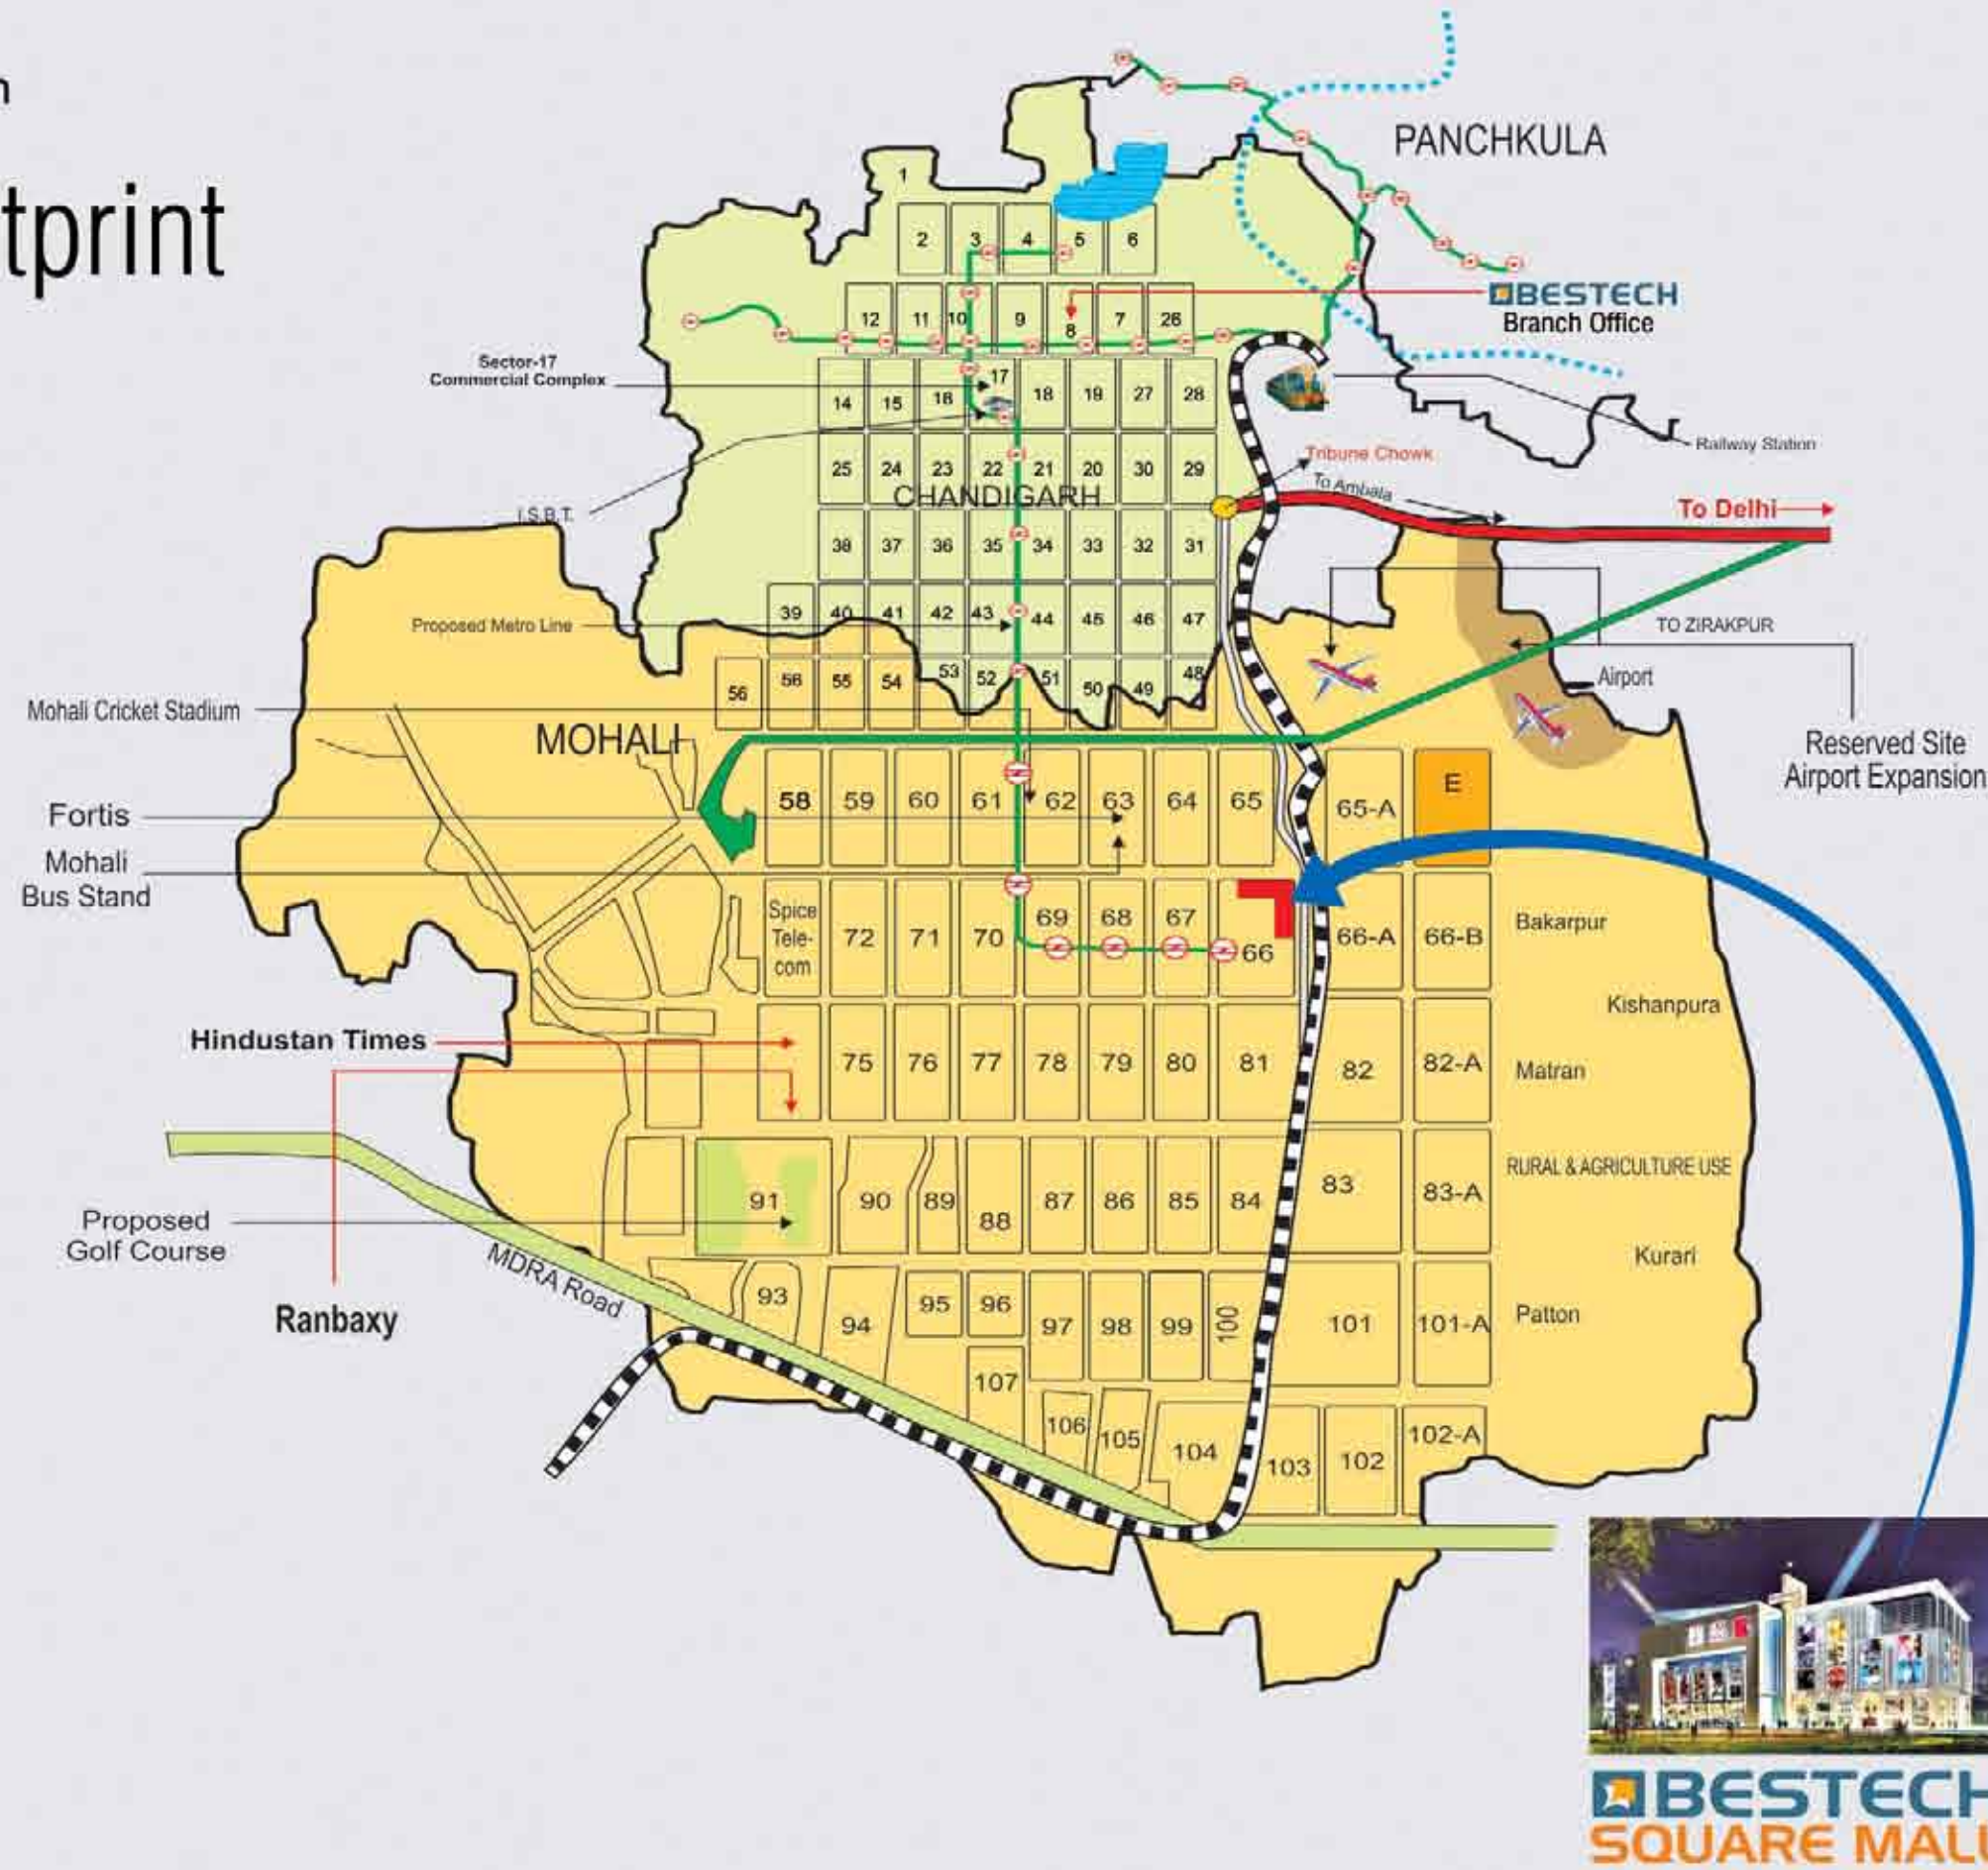 n
tprint
PANCHKULA
1
2
3
4
5
6
BESTECH
Branch Office
12
11
10
9
8
7
26
Sector-17
Commercial Complex
17
14
15
16
18
19
27
28
Railway Station
Tribune Chowk
To Ambala
To Delhi
25
24
23
22
21
20
30
29
CHANDIGARH
I.S.B.T.
38
37
36
35
34
33
32
31
39
40
41
42
43
44
45
46
47
Proposed Metro Line
TO ZIRAKPUR
Airport
56
56
55
54
53
52
51
50
49
48
Mohali Cricket Stadium
MOHALI
Reserved Site
Airport Expansion
Fortis
Mohali
Bus Stand
58
59
60
61
62
63
64
65
65-A
E
Spice
Tele-
com
72
71
70
69
68
67
66
66-A
66-B
Bakarpur
Kishanpura
Hindustan Times
75
76
77
78
79
80
81
82
82-A
Matran
RURAL & AGRICULTURE USE
91
90
89
88
87
86
85
84
83
83-A
Proposed
Golf Course
Kurari
MDRA Road
Ranbaxy
93
94
95
96
97
98
99
100
101
101-A
Patton
107
106
105
104
103
102
102-A
BESTECH
SQUARE MALL